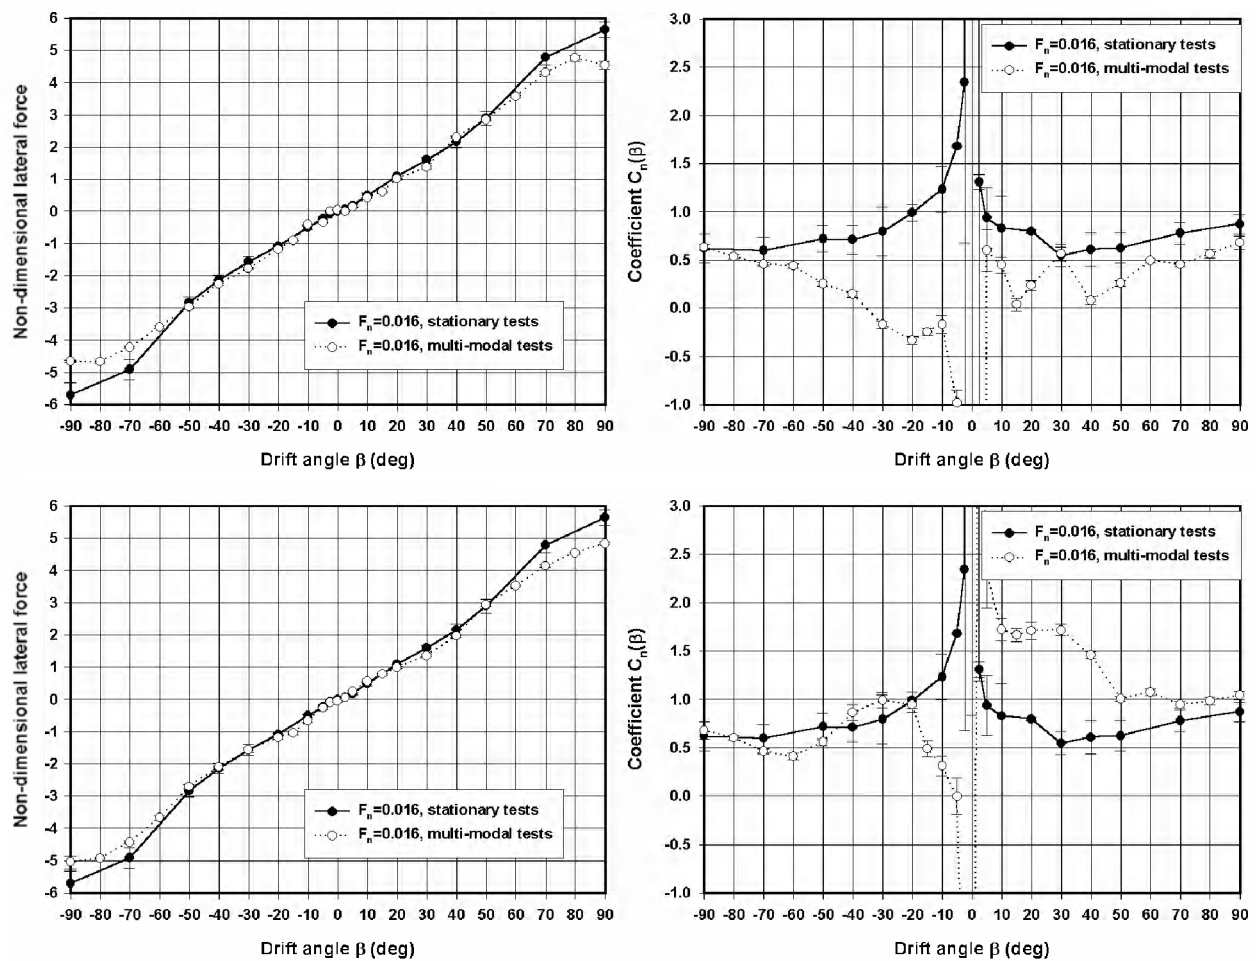 Non-dimensional lateral force
6
5
4
3
2
1
0
-1
-2
-3
-4
-5
-6
Fn=0.016, stationary tests
Fn=0.016, multi-modal tests
-90 -80 -70 -60 -50 -40 -30 -20 -10 0 10 20 30 40 50 60 70 80 90
Drift angle β (deg)
Coefficient Cn(β)
3.0
2.5
2.0
1.5
1.0
0.5
0.0
-0.5
-1.0
Fn=0.016, stationary tests
Fn=0.016, multi-modal tests
-90 -80 -70 -60 -50 -40 -30 -20 -10 0 10 20 30 40 50 60 70 80 90
Drift angle β (deg)
Non-dimensional lateral force
6
5
4
3
2
1
0
-1
-2
-3
-4
-5
-6
Fn=0.016, stationary tests
Fn=0.016, multi-modal tests
-90 -80 -70 -60 -50 -40 -30 -20 -10 0 10 20 30 40 50 60 70 80 90
Drift angle β (deg)
Coefficient Cn(β)
3.0
2.5
2.0
1.5
1.0
0.5
0.0
-0.5
-1.0
Fn=0.016, stationary tests
Fn=0.016, multi-modal tests
-90 -80 -70 -60 -50 -40 -30 -20 -10 0 10 20 30 40 50 60 70 80 90
Drift angle β (deg)